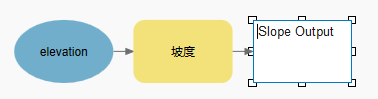 elevation
坡度
Slope Output